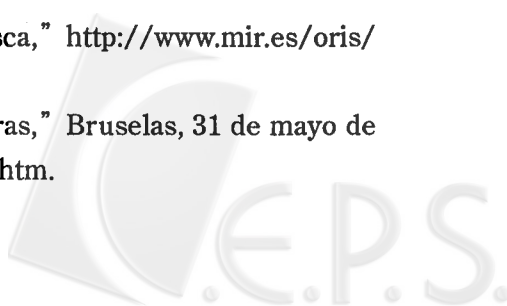 sca,” http://www.mir.es/oris/
ras,” Bruselas, 31 de mayo de
htm.
C.E.P.S.